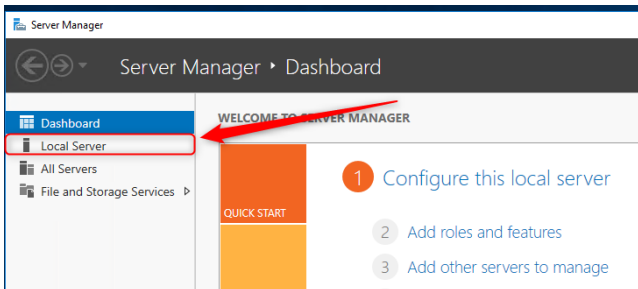 Server Manager
Server Manager • Dashboard
Dashboard
Local Server
All Servers
File and Storage Services
WELCOME TO SERVER MANAGER
QUICK START
1 Configure this local server
2 Add roles and features
3 Add other servers to manage